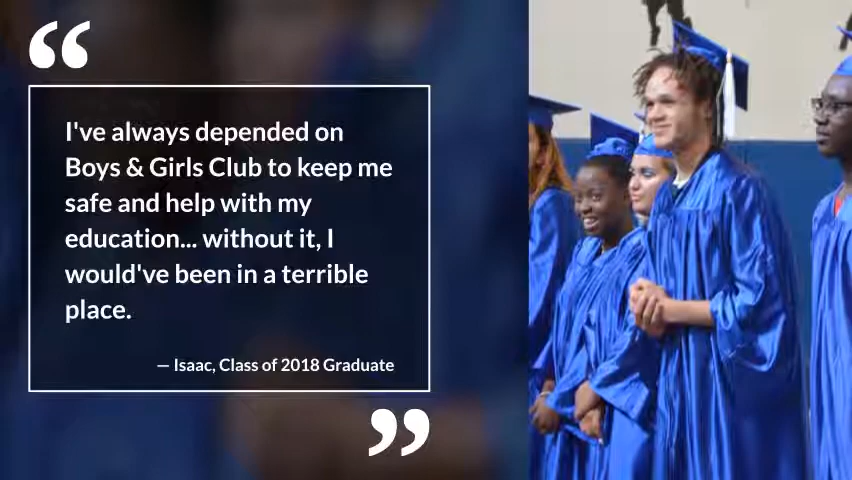 “
I've always depended on
Boys & Girls Club to keep me
safe and help with my
education... without it, I
would've been in a terrible
place.
— Isaac, Class of 2018 Graduate
”